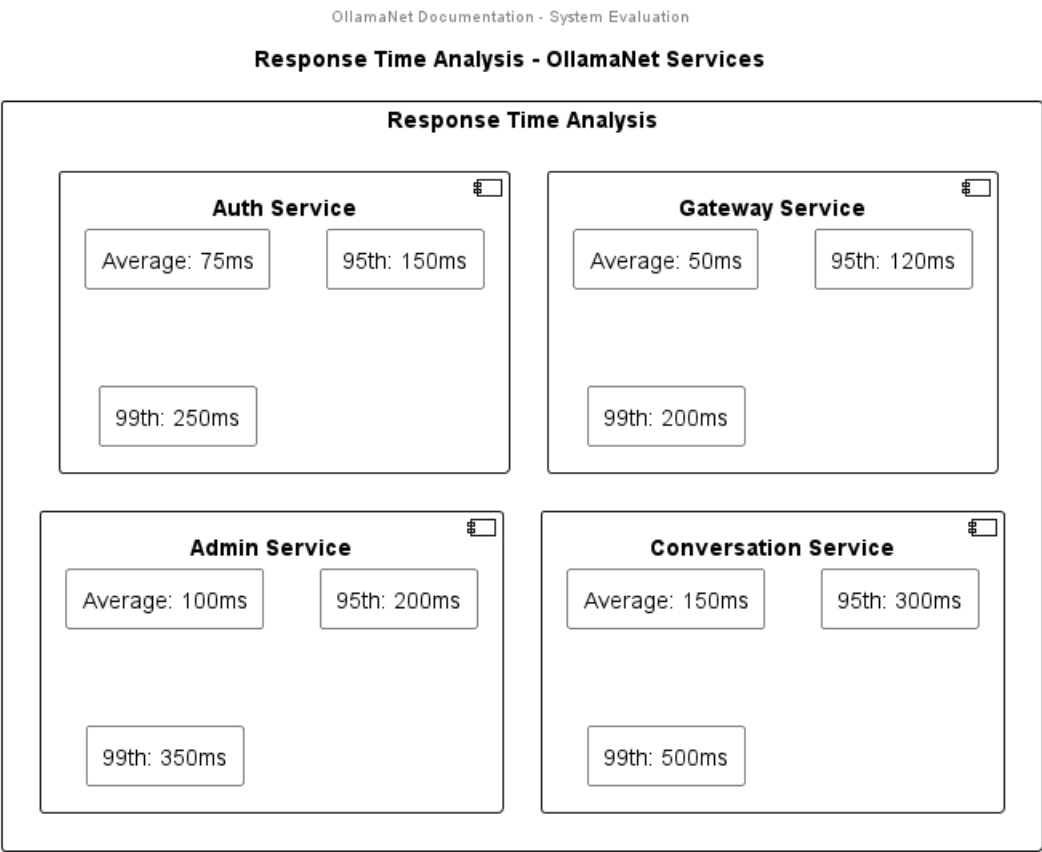 OllamaNet Documentation - System Evaluation
Response Time Analysis - OllamaNet Services
Response Time Analysis
Auth Service
Average: 75ms
95th: 150ms
99th: 250ms
Gateway Service
Average: 50ms
95th: 120ms
99th: 200ms
Admin Service
Average: 100ms
95th: 200ms
99th: 350ms
Conversation Service
Average: 150ms
95th: 300ms
99th: 500ms